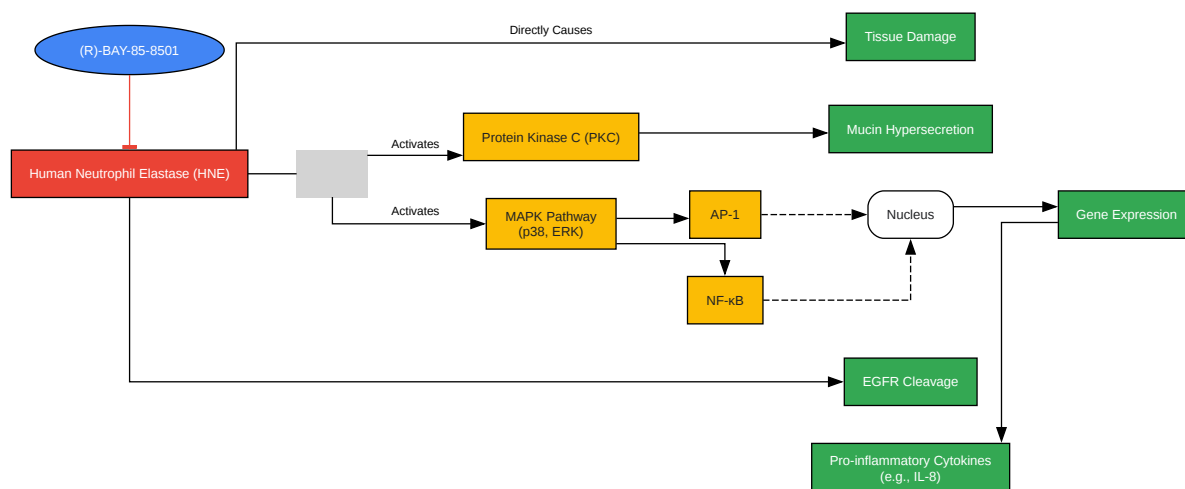 Directly Causes
Tissue Damage
(R)-BAY-85-8501
Mucin Hypersecretion
Protein Kinase C (PKC)
Activates
Human Neutrophil Elastase (HNE)
Activates
MAPK Pathway
(p38, ERK)
AP-1
Nucleus
Gene Expression
NF-κB
EGFR Cleavage
Pro-inflammatory Cytokines
(e.g., IL-8)